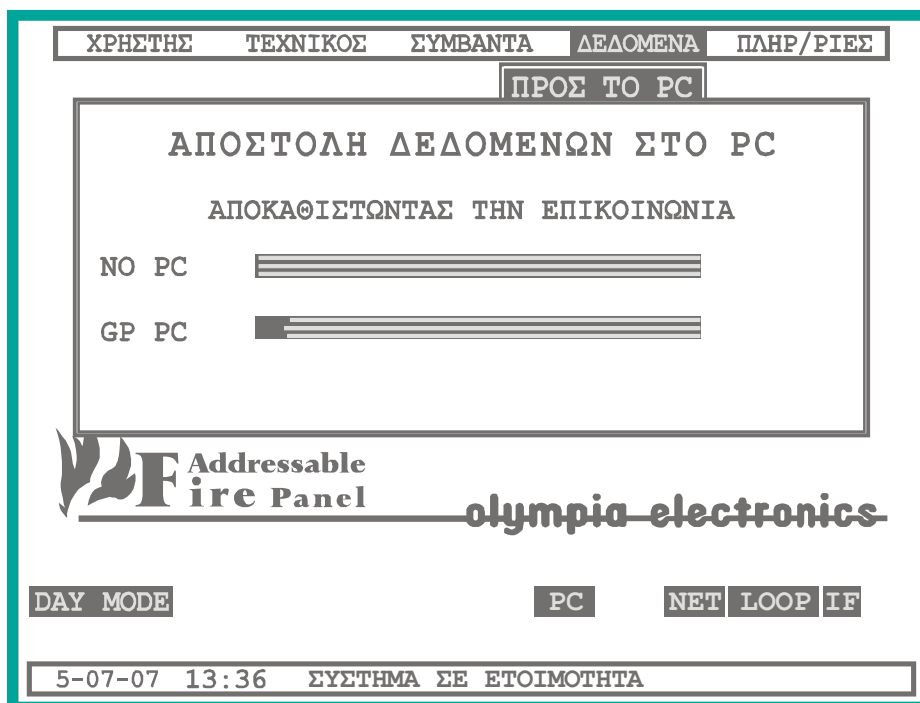 ΧΡΗΣΤΗΣ ΤΕΧΝΙΚΟΣ ΣΥΜΒΑΝΤΑ ΔΕΔΟΜΕΝΑ ΠΛΗΡ/ΡΙΕΣ
ΠΡΟΣ ΤΟ PC
ΑΠΟΣΤΟΛΗ ΔΕΔΟΜΕΝΩΝ ΣΤΟ PC
ΑΠΟΚΑΘΙΣΤΩΝΤΑΣ ΤΗΝ ΕΠΙΚΟΙΝΩΝΙΑ
NO PC
GP PC
Addressable
Fire Panel
olympia electronics
DAY MODE PC NET LOOP IF
5-07-07 13:36 ΣΥΣΤΗΜΑ ΣΕ ΕΤΟΙΜΟΤΗΤΑ